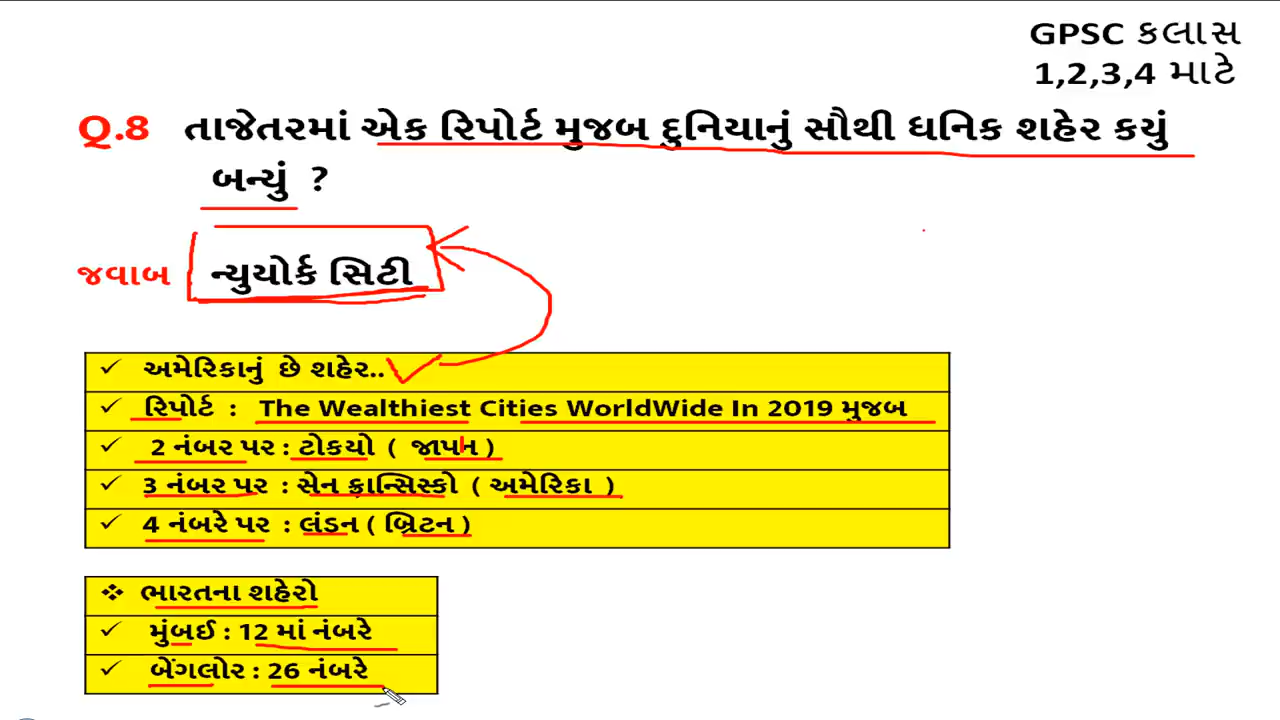 GPSC કલાસ
1,2,3,4 માટે
Q.8 તાજેતરમાં એક રિપોર્ટ મુજબ દુનિયાનું સૌથી ધનિક શહેર કયું
બન્યું ?
જવાબ ન્યુયોર્ક સિટી
✓ અમેરિકાનું છે શહેર..
✓ રિપોર્ટ : The Wealthiest Cities WorldWide In 2019 મુજબ
✓ 2 નંબર પર : ટોકયો ( જાપન )
✓ 3 નંબર પર : સેન ફ્રાન્સિસ્કો ( અમેરિકા )
✓ 4 નંબરે પર : લંડન ( બ્રિટન )
❖ ભારતના શહેરો
✓ મુંબઈ : 12 માં નંબરે
✓ બેંગલોર : 26 નંબરે